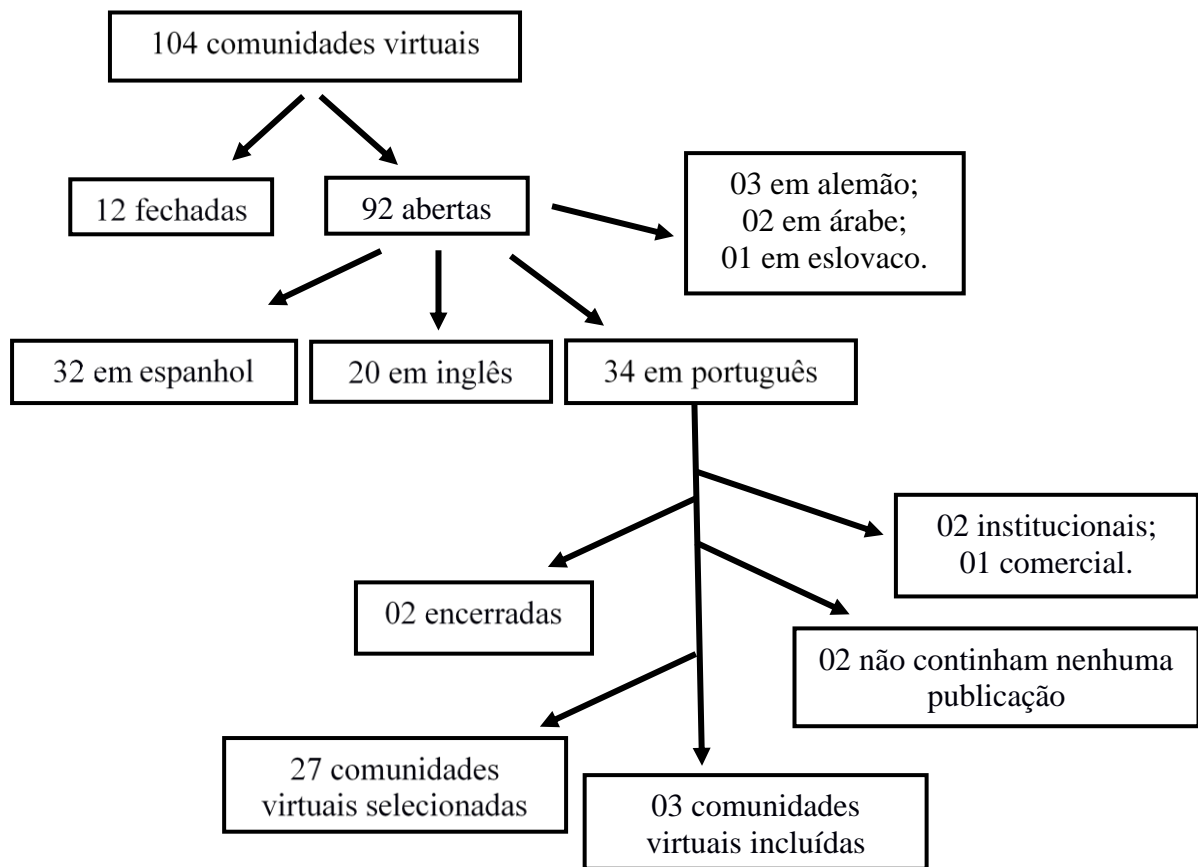 104 comunidades virtuais
12 fechadas
92 abertas
03 em alemão;
02 em árabe;
01 em eslovaco.
32 em espanhol
20 em inglês
34 em português
02 institucionais;
01 comercial.
02 encerradas
02 não continham nenhuma
publicação
27 comunidades
virtuais selecionadas
03 comunidades
virtuais incluídas